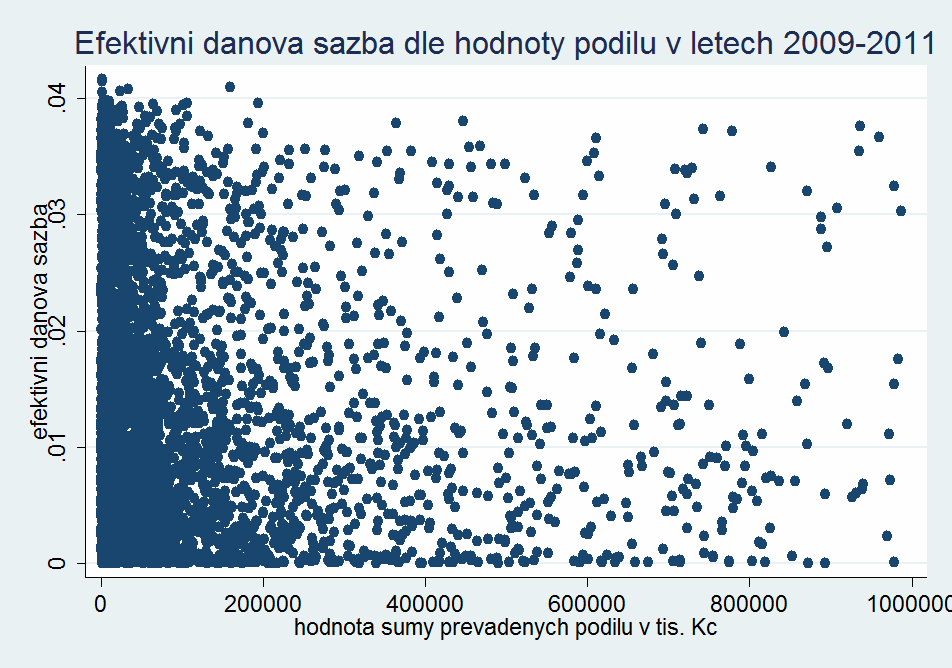 Efektivni danova sazba dle hodnoty podilu v letech 2009-2011
efektivni danova sazba
.04
.03
.02
.01
0
0 200000 400000 600000 800000 1000000
hodnota sumy prevadenych podilu v tis. Kc